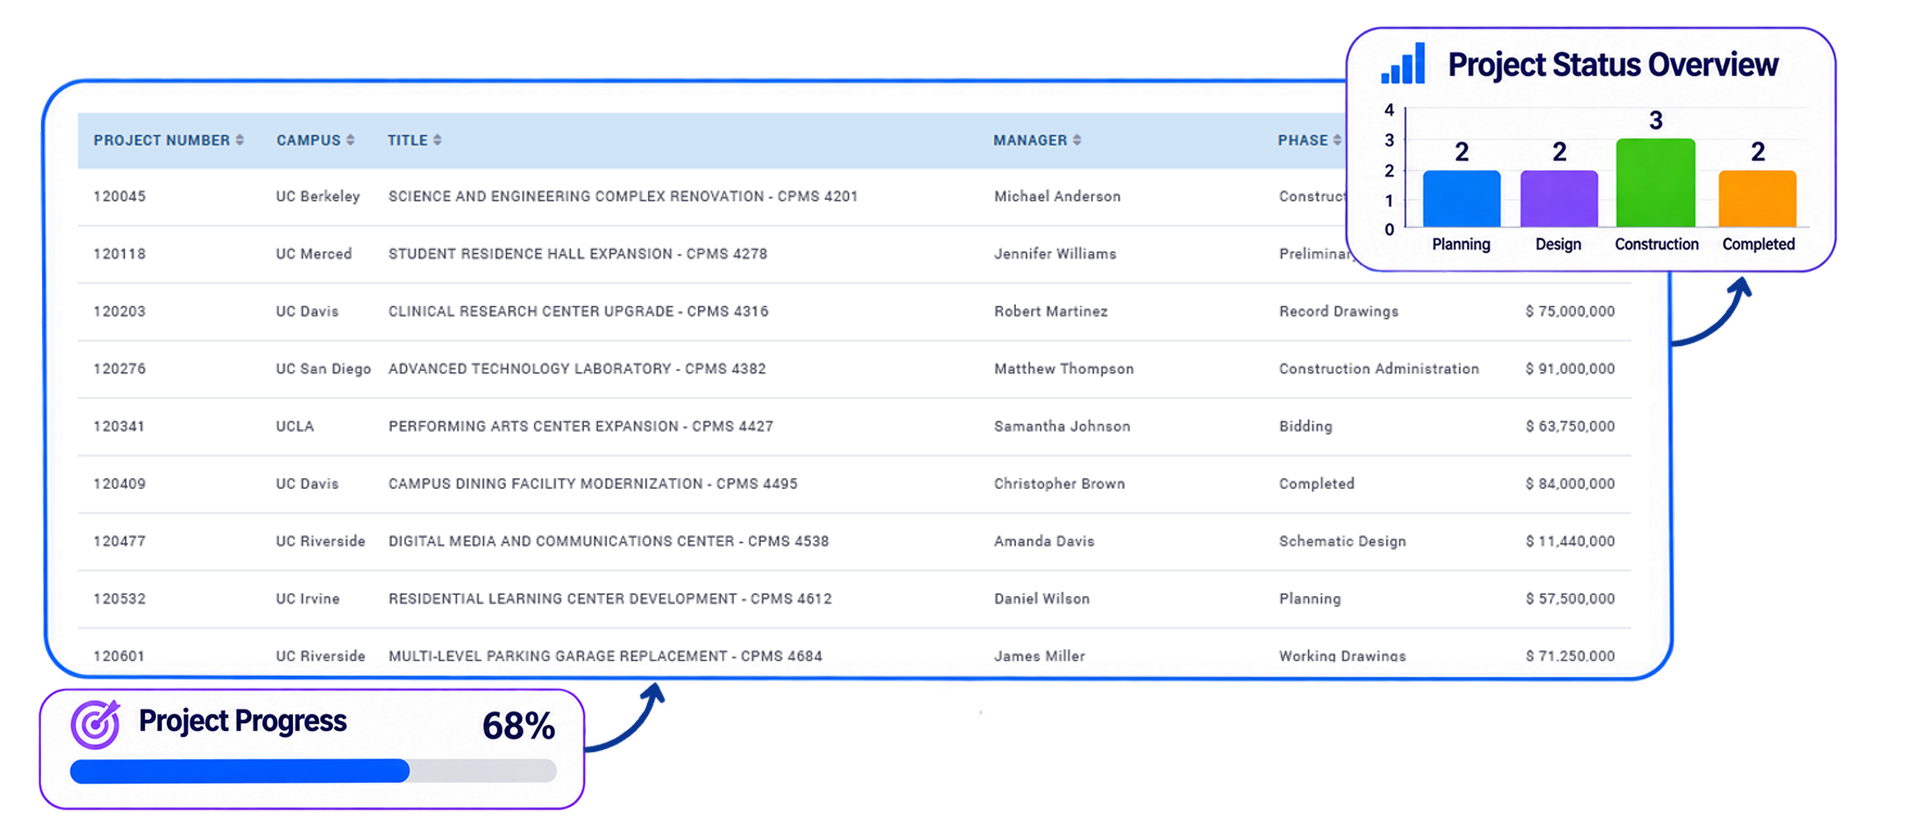 Project Status Overview
4
3
2
1
0
2
2
3
2
Planning Design Construction Completed
PROJECT NUMBER CAMPUS TITLE MANAGER PHASE
120045 UC Berkeley SCIENCE AND ENGINEERING COMPLEX RENOVATION - CPMS 4201 Michael Anderson Construct
120118 UC Merced STUDENT RESIDENCE HALL EXPANSION - CPMS 4278 Jennifer Williams Preliminar
120203 UC Davis CLINICAL RESEARCH CENTER UPGRADE - CPMS 4316 Robert Martinez Record Drawings $ 75,000,000
120276 UC San Diego ADVANCED TECHNOLOGY LABORATORY - CPMS 4382 Matthew Thompson Construction Administration $ 91,000,000
120341 UCLA PERFORMING ARTS CENTER EXPANSION - CPMS 4427 Samantha Johnson Bidding $ 63,750,000
120409 UC Davis CAMPUS DINING FACILITY MODERNIZATION - CPMS 4495 Christopher Brown Completed $ 84,000,000
120477 UC Riverside DIGITAL MEDIA AND COMMUNICATIONS CENTER - CPMS 4538 Amanda Davis Schematic Design $ 11,440,000
120532 UC Irvine RESIDENTIAL LEARNING CENTER DEVELOPMENT - CPMS 4612 Daniel Wilson Planning $ 57,500,000
120601 UC Riverside MULTI-LEVEL PARKING GARAGE REPLACEMENT - CPMS 4684 James Miller Working Drawings $ 71,250,000
Project Progress 68%